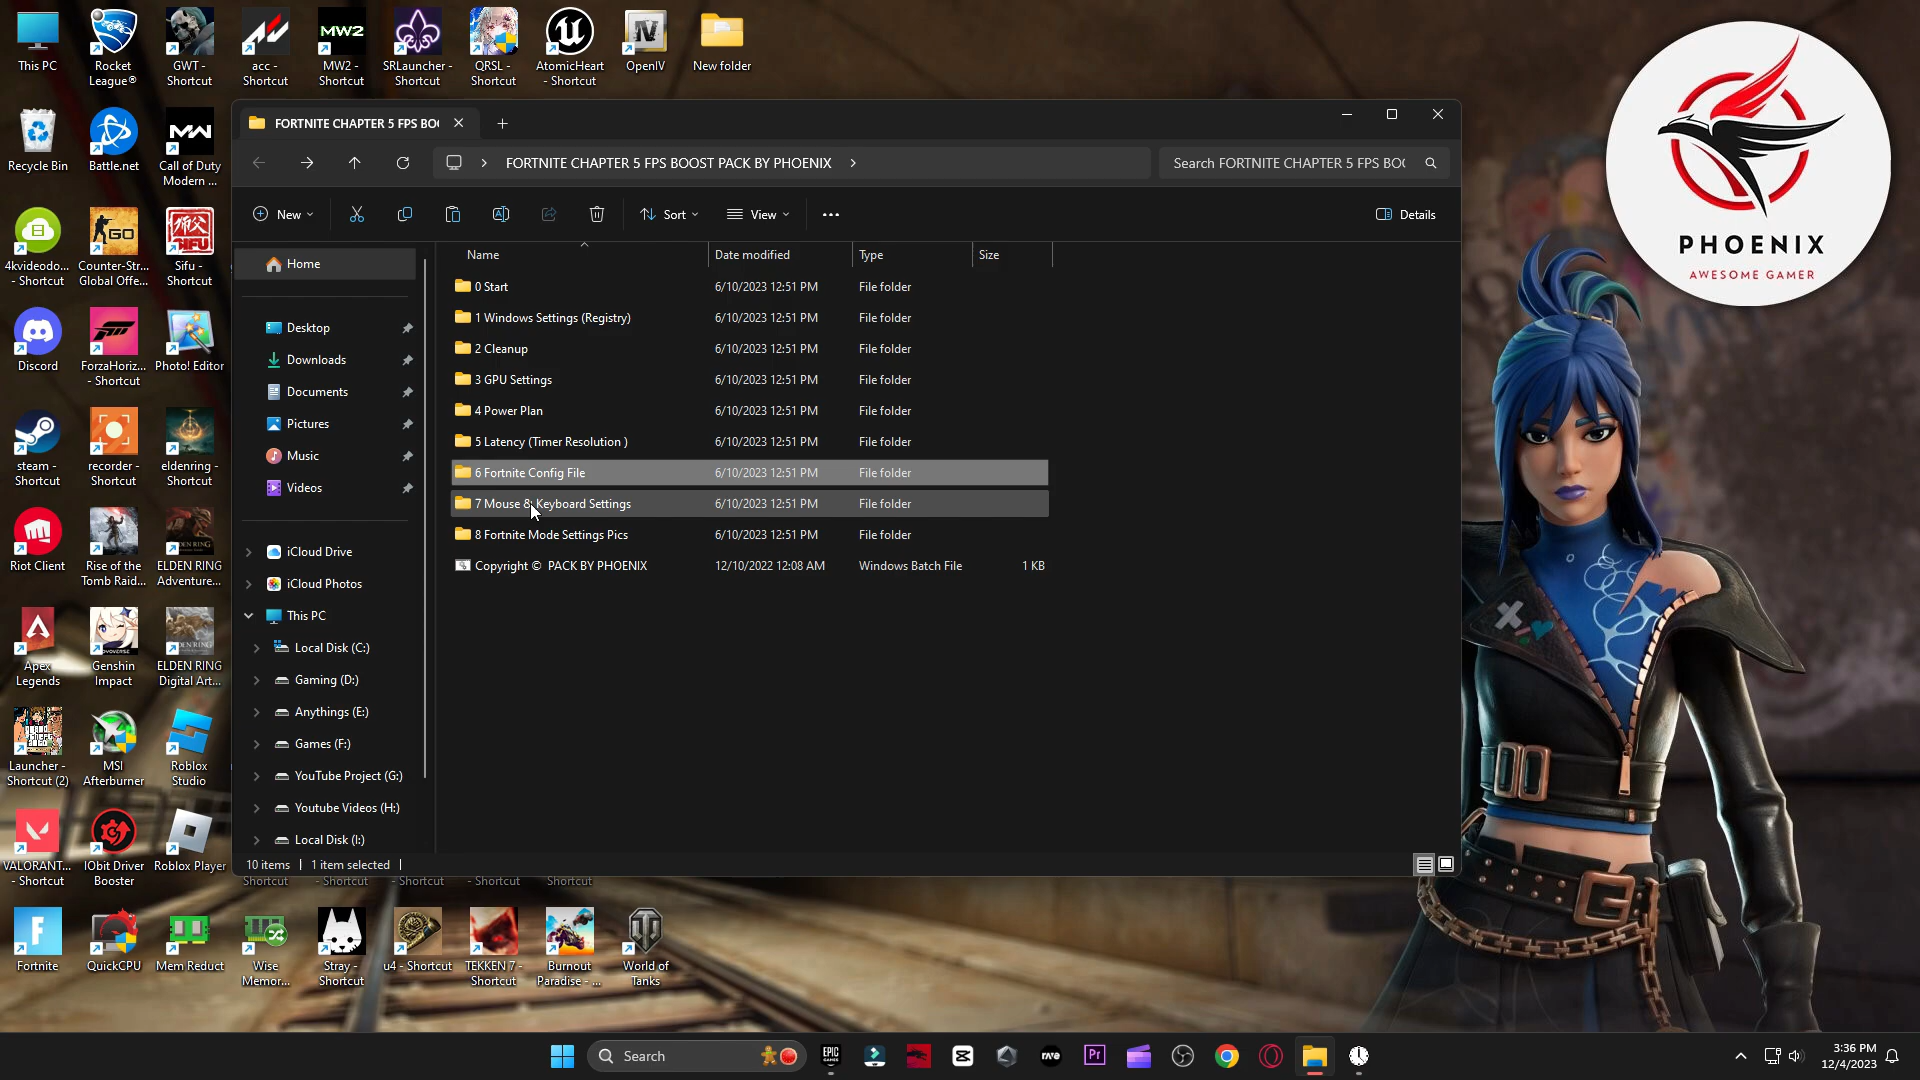 This PC
Rocket League®
GWT - Shortcut
acc - Shortcut
MW2
MW2 - Shortcut
SRLauncher - Shortcut
QRSL - Shortcut
AtomicHeart - Shortcut
OpenIV
New folder
Recycle Bin
Battle.net
Call of Duty Modern ...
4kvideodo... - Shortcut
GO
Counter-Str... Global Offe...
Sifu - Shortcut
Discord
ForzaHoriz... - Shortcut
Photo! Editor
steam - Shortcut
recorder - Shortcut
eldenring - Shortcut
Riot Client
Rise of the Tomb Raid...
ELDEN RING Adventure...
Apex Legends
Genshin Impact
ELDEN RING Digital Art...
Launcher - Shortcut (2)
MSI Afterburner
Roblox Studio
VALORANT... - Shortcut
IObit Driver Booster
Roblox Player
Shortcut
- Shortcut
- Shortcut
- Shortcut
Shortcut
Fortnite
QuickCPU
Mem Reduct
Wise Memor...
Stray - Shortcut
u4 - Shortcut
TEKKEN 7 - Shortcut
Burnout Paradise - ...
World of Tanks
FORTNITE CHAPTER 5 FPS BO
FORTNITE CHAPTER 5 FPS BOOST PACK BY PHOENIX
Search FORTNITE CHAPTER 5 FPS BO
New
Sort
View
Details
Home
Desktop
Downloads
Documents
Pictures
Music
Videos
iCloud Drive
iCloud Photos
This PC
Local Disk (C:)
Gaming (D:)
Anythings (E:)
Games (F:)
YouTube Project (G:)
Youtube Videos (H:)
Local Disk (I:)
Name Date modified Type Size
0 Start 6/10/2023 12:51 PM File folder
1 Windows Settings (Registry) 6/10/2023 12:51 PM File folder
2 Cleanup 6/10/2023 12:51 PM File folder
3 GPU Settings 6/10/2023 12:51 PM File folder
4 Power Plan 6/10/2023 12:51 PM File folder
5 Latency (Timer Resolution ) 6/10/2023 12:51 PM File folder
6 Fortnite Config File 6/10/2023 12:51 PM File folder
7 Mouse & Keyboard Settings 6/10/2023 12:51 PM File folder
8 Fortnite Mode Settings Pics 6/10/2023 12:51 PM File folder
Copyright © PACK BY PHOENIX 12/10/2022 12:08 AM Windows Batch File 1 KB
10 items 1 item selected
PHOENIX
AWESOME GAMER
Search
EPIC GAMES
Pr
3:36 PM
12/4/2023